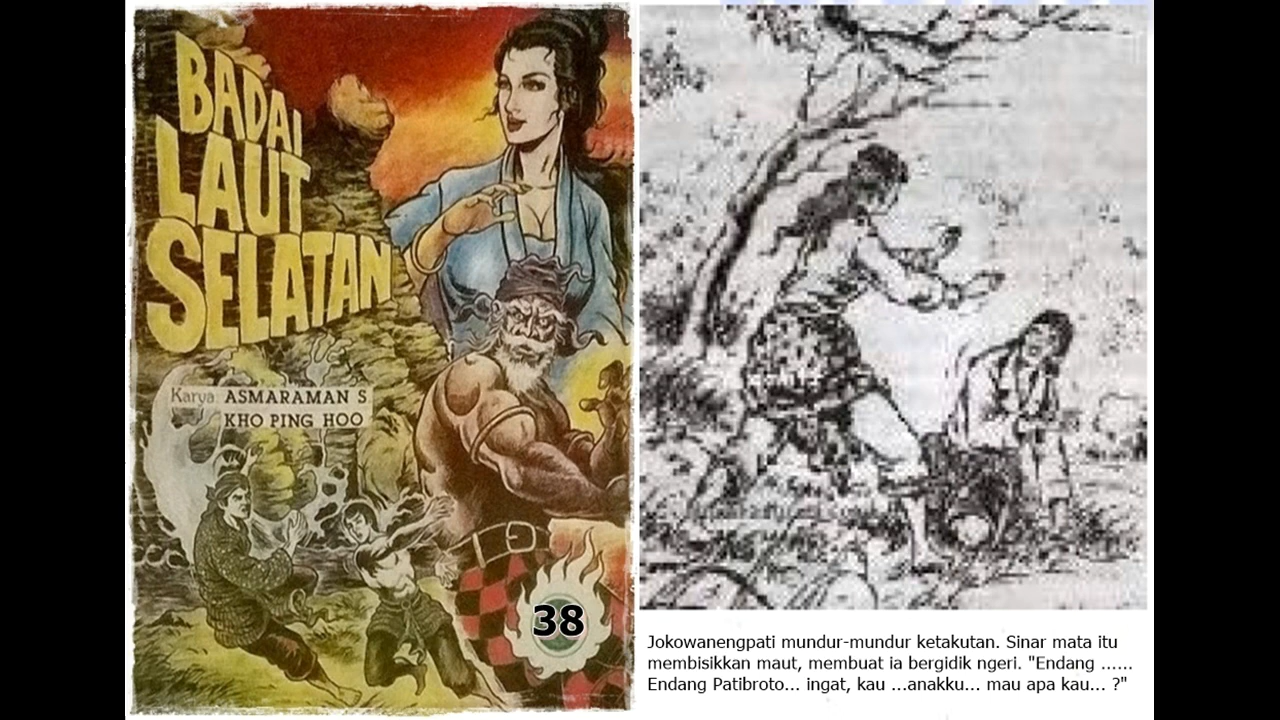 BADAI
LAUT
SELATAN
Karya: ASMARAMAN S
KHO PING HOO
38
Jokowanengpati mundur-mundur ketakutan. Sinar mata itu
membisikkan maut, membuat ia bergidik ngeri. "Endang ......
Endang Patibroto... ingat, kau ...anakku... mau apa kau... ?"